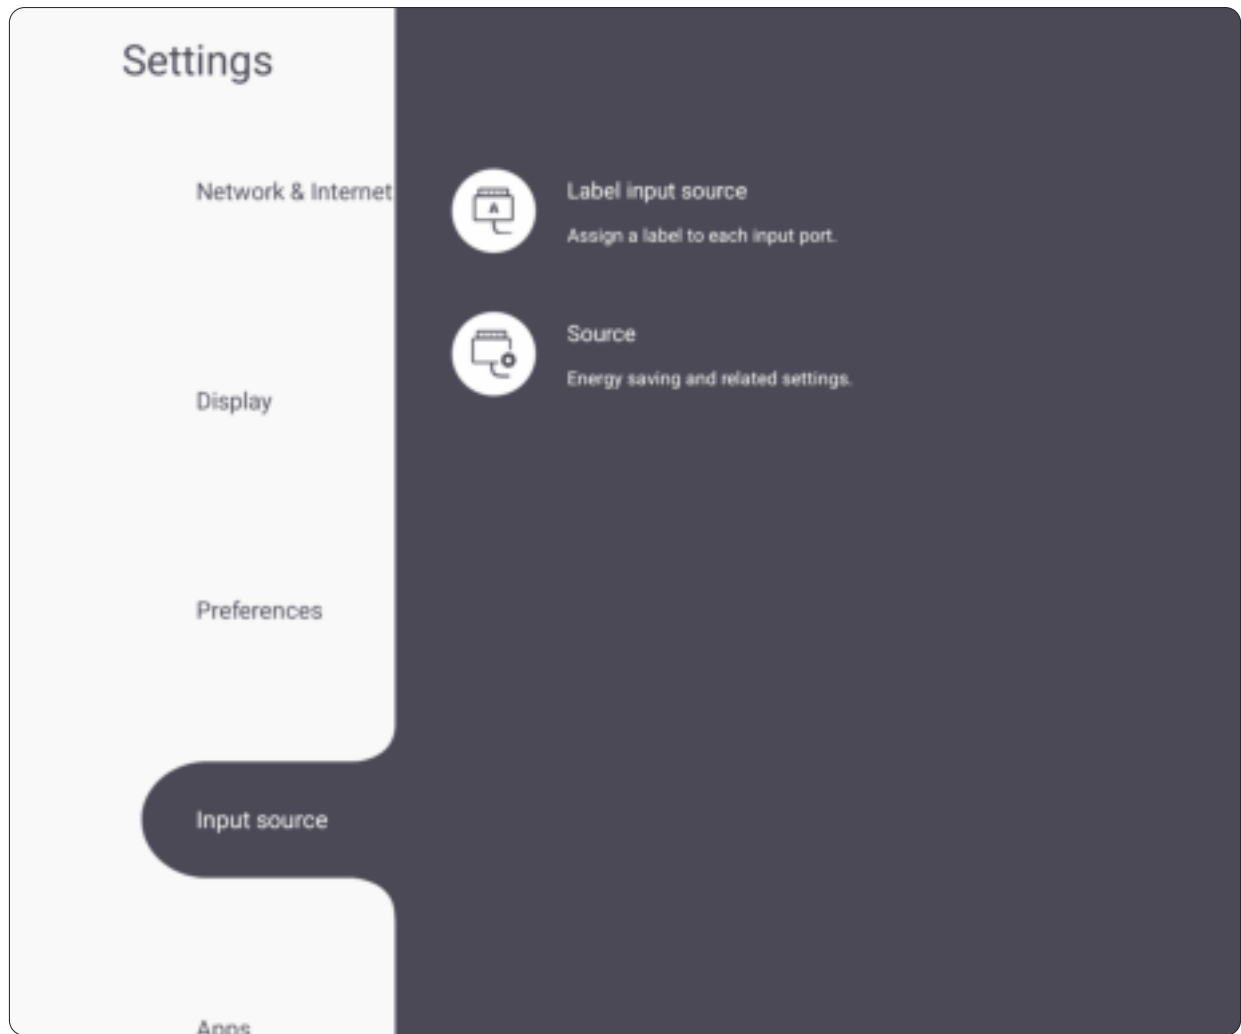 Settings
Network & Internet
Display
Preferences
Input source
Apps
Label input source
A
Assign a label to each input port.
Source
Energy saving and related settings.